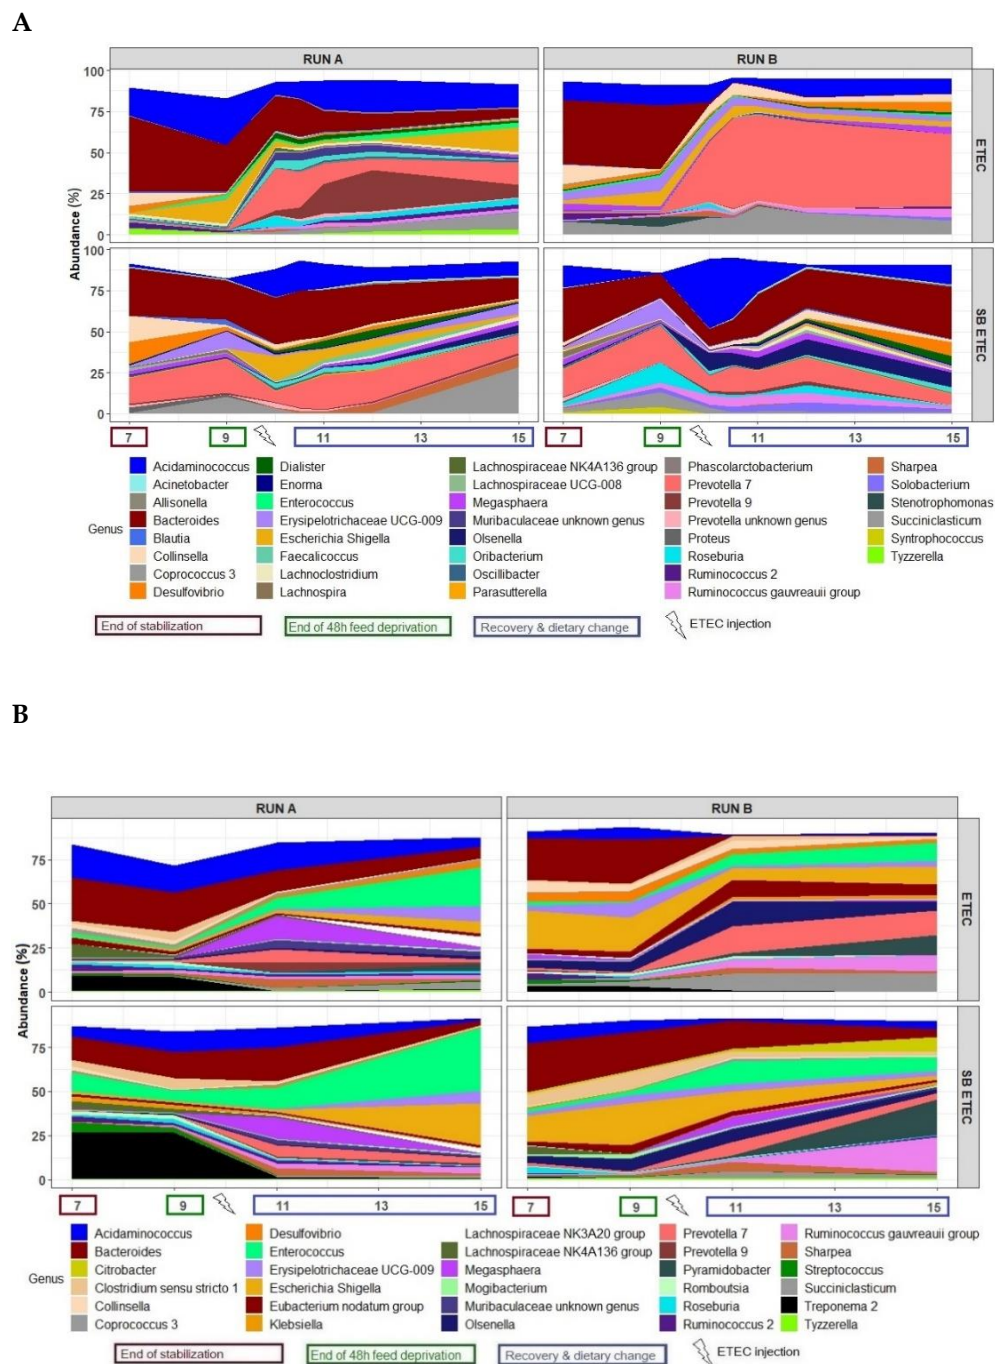 A
RUN A
RUN B
100
75
50
25
0
ETEC
100
75
50
25
0
SB ETEC
Abundance (%)
7
9
11
13
15
7
9
11
13
15
Genus
Acidaminococcus
Acinetobacter
Allisonella
Bacteroides
Blautia
Collinsella
Coprococcus 3
Desulfovibrio
Dialister
Enorma
Enterococcus
Erysipelotrichaceae UCG-009
Escherichia Shigella
Faecalicoccus
Lachnoclostridium
Lachnospira
Lachnospiraceae NK4A136 group
Lachnospiraceae UCG-008
Megasphaera
Muribaculaceae unknown genus
Olsenella
Oribacterium
Oscillibacter
Parasutterella
Phascolarctobacterium
Prevotella 7
Prevotella 9
Prevotella unknown genus
Proteus
Roseburia
Ruminococcus 2
Ruminococcus gauvreauii group
Sharpea
Solobacterium
Stenotrophomonas
Succiniclasticum
Syntrophococcus
Tyzzerella
End of stabilization
End of 48h feed deprivation
Recovery & dietary change
ETEC injection
B
RUN A
RUN B
75
50
25
0
ETEC
75
50
25
0
SB ETEC
Abundance (%)
7
9
11
13
15
7
9
11
13
15
Genus
Acidaminococcus
Bacteroides
Citrobacter
Clostridium sensu stricto 1
Collinsella
Coprococcus 3
Desulfovibrio
Enterococcus
Erysipelotrichaceae UCG-009
Escherichia Shigella
Eubacterium nodatum group
Klebsiella
Lachnospiraceae NK3A20 group
Lachnospiraceae NK4A136 group
Megasphaera
Mogibacterium
Muribaculaceae unknown genus
Olsenella
Prevotella 7
Prevotella 9
Pyramidobacter
Romboutsia
Roseburia
Ruminococcus 2
Ruminococcus gauvreauii group
Sharpea
Streptococcus
Succiniclasticum
Treponema 2
Tyzzerella
End of stabilization
End of 48h feed deprivation
Recovery & dietary change
ETEC injection